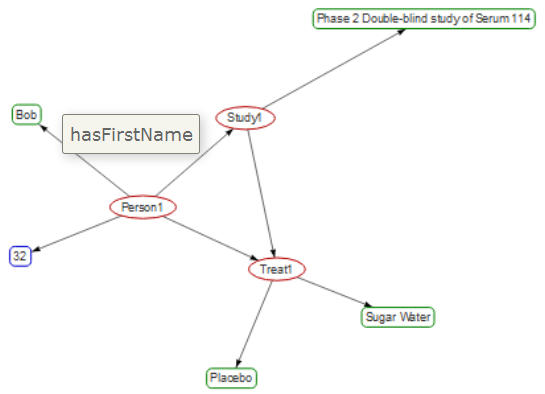 Phase 2 Double-blind study of Serum 114
Bob
Study1
hasFirstName
Person1
32
Treat1
Sugar Water
Placebo